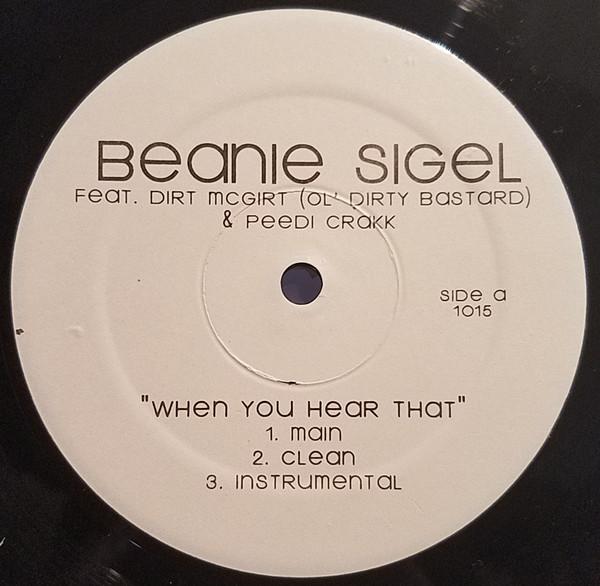 Beanie Sigel
Feat. Dirt McGirt (Ol' Dirty Bastard)
& Peedi Crakk
Side A
1015
"When You Hear That"
1. Main
2. Clean
3. Instrumental